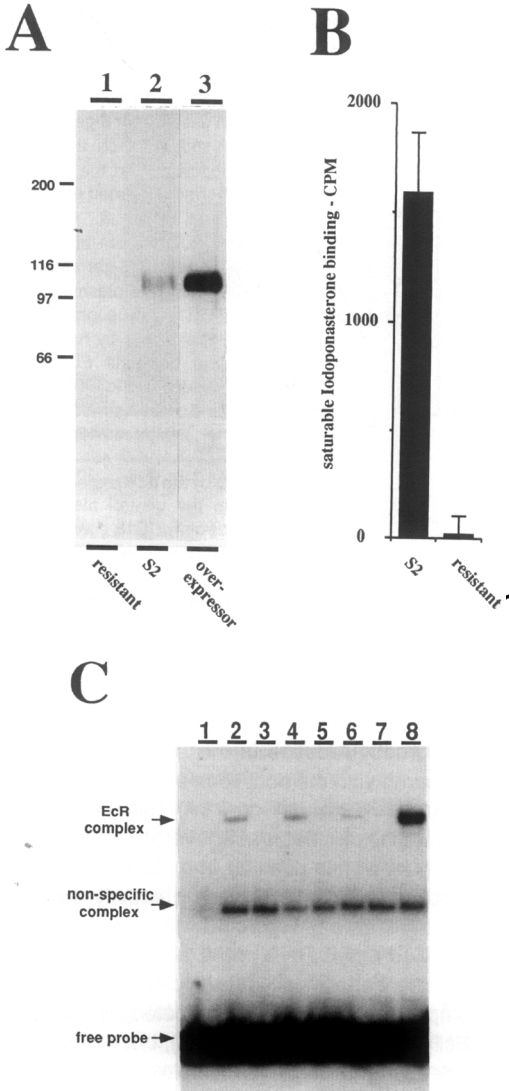 A
B
1 2 3
200
116
97
66
resistant
S2
over-
expressor
2000
1000
0
saturable Iodoponasterone binding - CPM
S2
resistant
C
1 2 3 4 5 6 7 8
EcR
complex
non-specific
complex
free probe